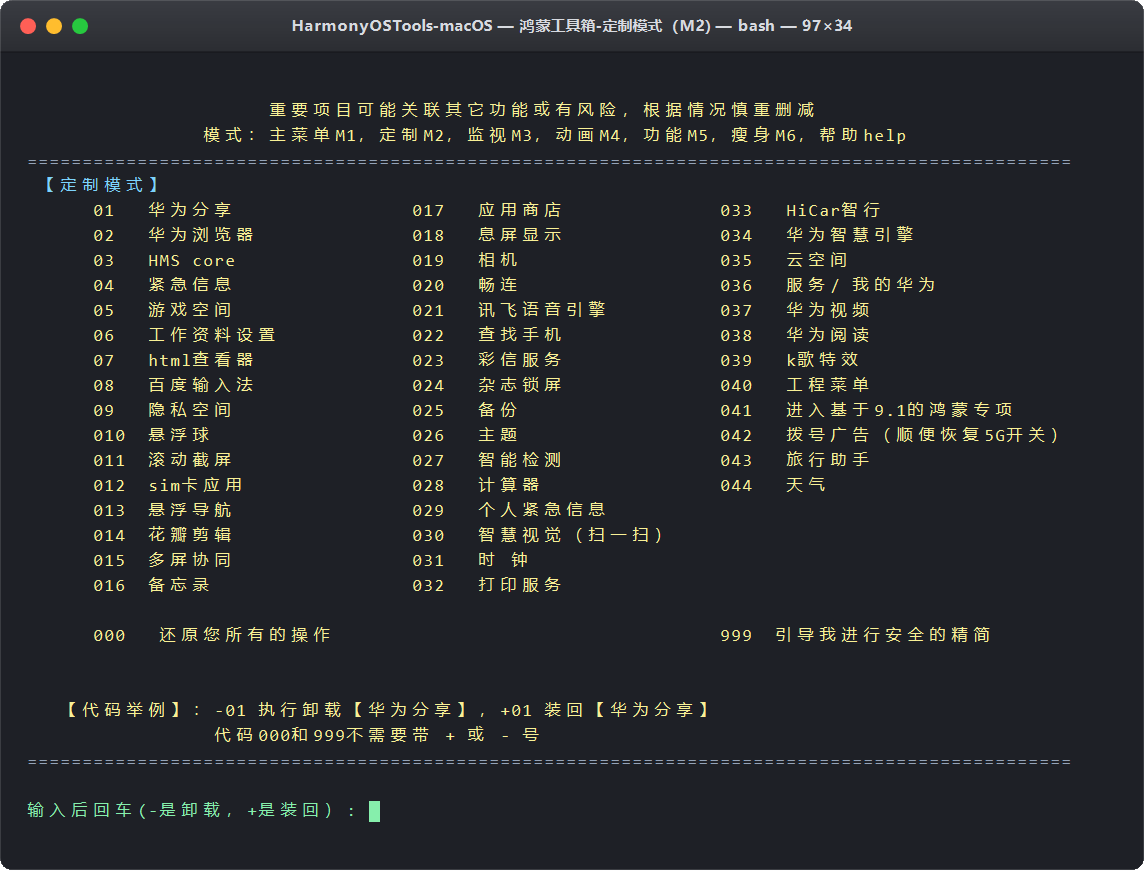 HarmonyOSTools-macOS — 鸿蒙工具箱-定制模式（M2）— bash — 97×34
重要项目可能关联其它功能或有风险，根据情况慎重删减
模式：主菜单M1，定制M2，监视M3，动画M4，功能M5，瘦身M6，帮助help
===============================================================================================
【定制模式】
01 华为分享 017 应用商店 033 HiCar智行
02 华为浏览器 018 息屏显示 034 华为智慧引擎
03 HMS core 019 相机 035 云空间
04 紧急信息 020 畅连 036 服务/ 我的华为
05 游戏空间 021 讯飞语音引擎 037 华为视频
06 工作资料设置 022 查找手机 038 华为阅读
07 html查看器 023 彩信服务 039 k歌特效
08 百度输入法 024 杂志锁屏 040 工程菜单
09 隐私空间 025 备份 041 进入基于9.1的鸿蒙专项
010 悬浮球 026 主题 042 拨号广告（顺便恢复5G开关）
011 滚动截屏 027 智能检测 043 旅行助手
012 sim卡应用 028 计算器 044 天气
013 悬浮导航 029 个人紧急信息
014 花瓣剪辑 030 智慧视觉（扫一扫）
015 多屏协同 031 时 钟
016 备忘录 032 打印服务
000 还原您所有的操作 999 引导我进行安全的精简
【代码举例】：-01 执行卸载【华为分享】，+01 装回【华为分享】
代码000和999不需要带 + 或 - 号
===============================================================================================
输入后回车(-是卸载，+是装回）：